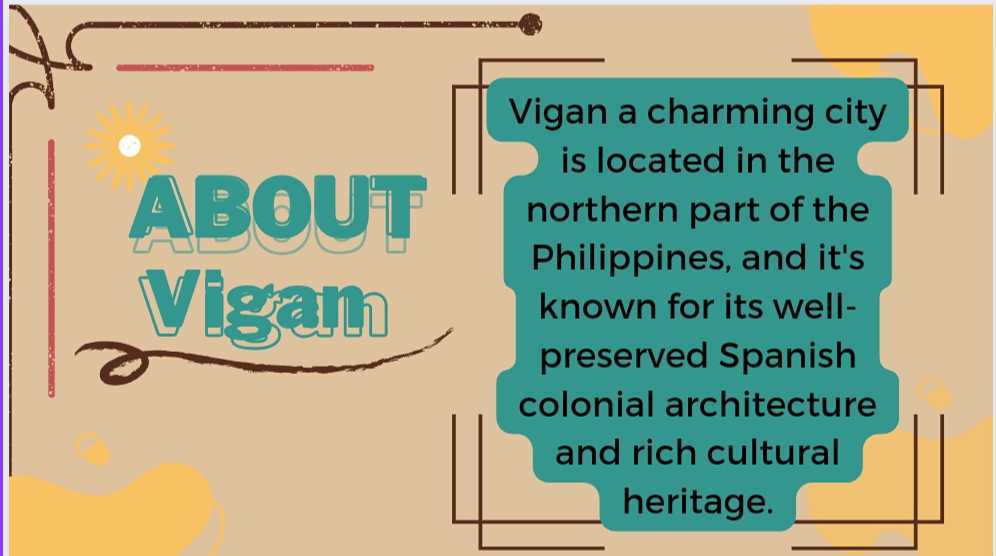 ABOUT
Vigan
Vigan a charming city
is located in the
northern part of the
Philippines, and it's
known for its well-
preserved Spanish
colonial architecture
and rich cultural
heritage.